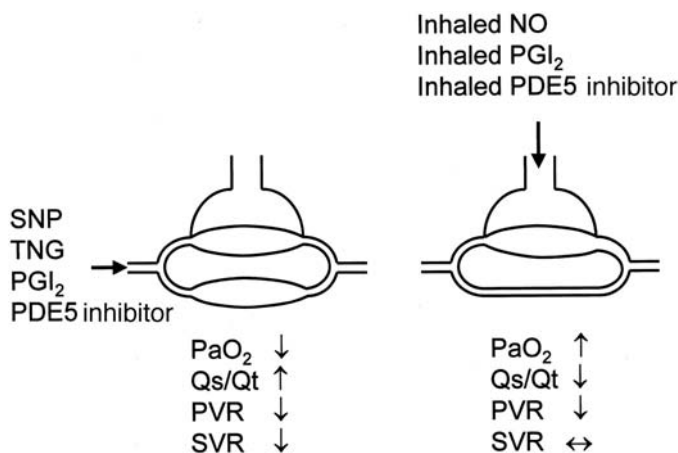 Inhaled NO
Inhaled PGI₂
Inhaled PDE5 inhibitor
SNP
TNG
PGI₂
PDE5 inhibitor
PaO₂ ↓
Qs/Qt ↑
PVR ↓
SVR ↓
PaO₂ ↑
Qs/Qt ↓
PVR ↓
SVR ↔